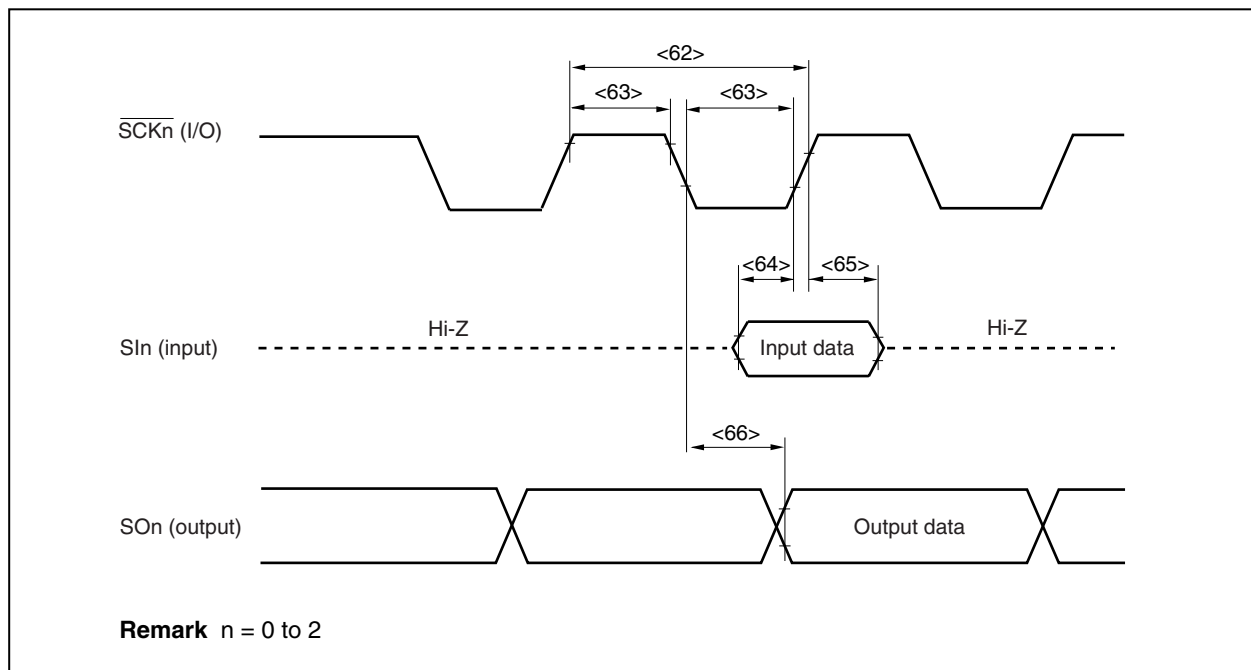 <62>
<63> <63>
SCKn (I/O)
<64> <65>
Hi-Z Hi-Z
SIn (input) Input data
<66>
SOn (output) Output data
Remark n = 0 to 2